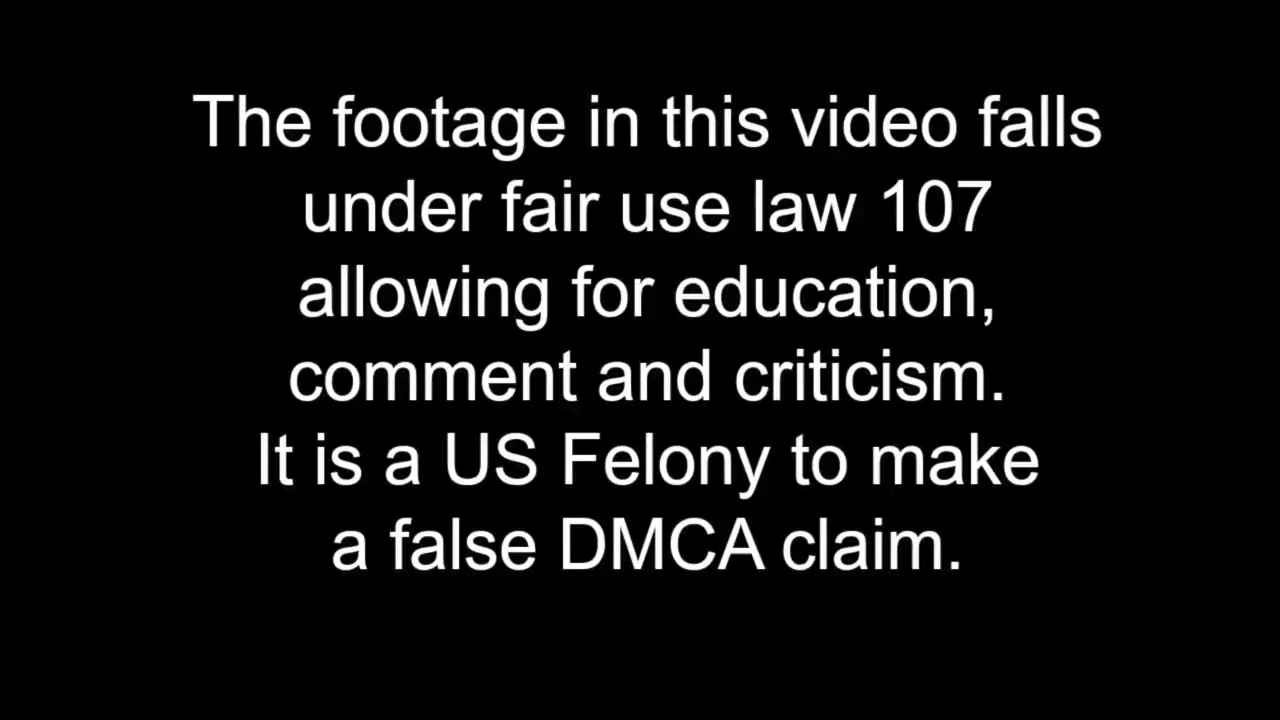 The footage in this video falls
under fair use law 107
allowing for education,
comment and criticism.
It is a US Felony to make
a false DMCA claim.